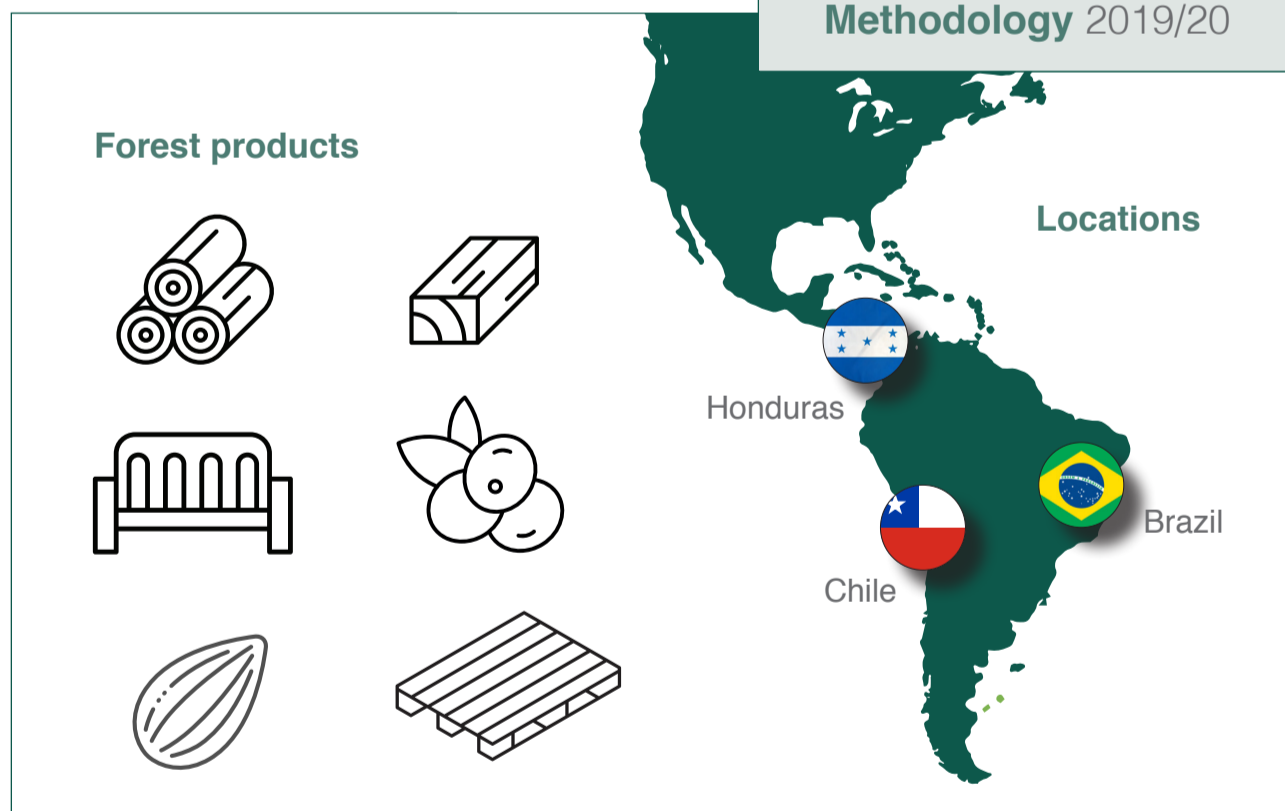 Methodology 2019/20
Forest products
Locations
Honduras
Brazil
Chile